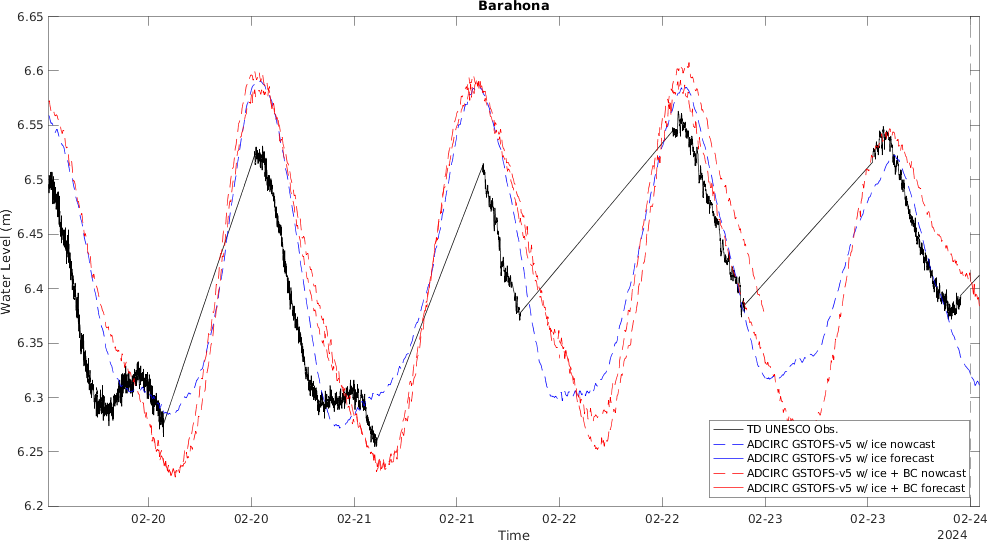 Barahona
6.65
6.6
6.55
6.5
6.45
6.4
6.35
6.3
6.25
6.2
Water Level (m)
TD UNESCO Obs.
ADCIRC GSTOFS-v5 w/ ice nowcast
ADCIRC GSTOFS-v5 w/ ice forecast
ADCIRC GSTOFS-v5 w/ ice + BC nowcast
ADCIRC GSTOFS-v5 w/ ice + BC forecast
02-20 02-20 02-21 02-21 02-22 02-22 02-23 02-23 02-24
Time 2024